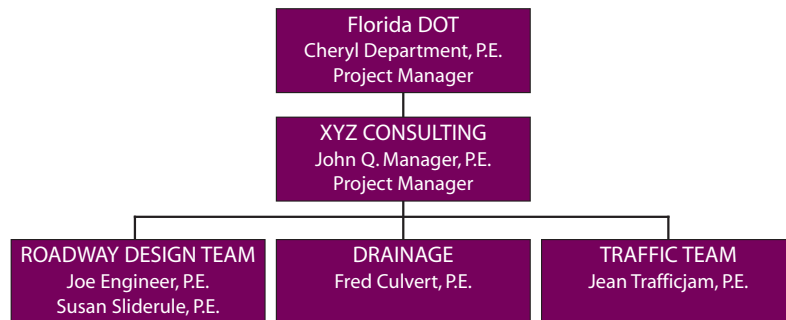 Florida DOT
Cheryl Department, P.E.
Project Manager
XYZ CONSULTING
John Q. Manager, P.E.
Project Manager
ROADWAY DESIGN TEAM
Joe Engineer, P.E.
Susan Sliderule, P.E.
DRAINAGE
Fred Culvert, P.E.
TRAFFIC TEAM
Jean Trafficjam, P.E.